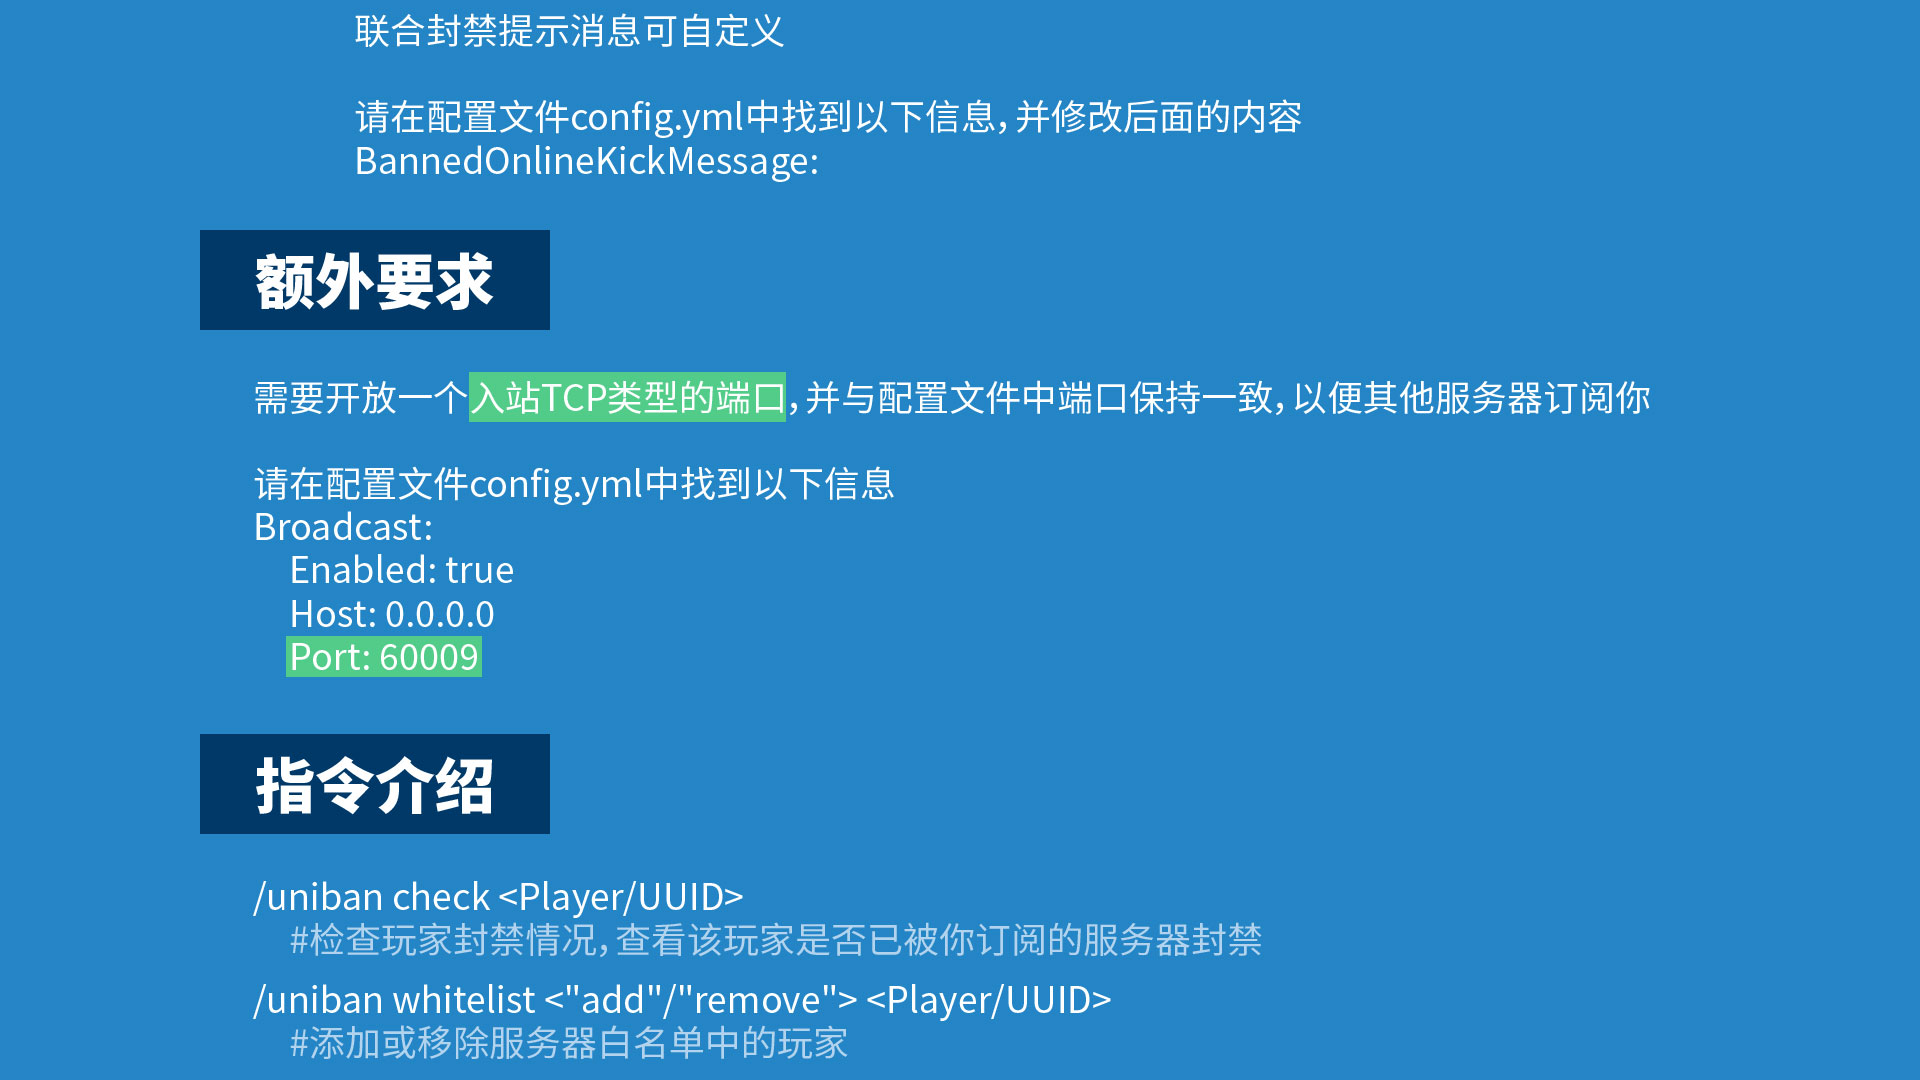 联合封禁提示消息可自定义
请在配置文件config.yml中找到以下信息，并修改后面的内容
BannedOnlineKickMessage:
额外要求
需要开放一个入站TCP类型的端口，并与配置文件中端口保持一致，以便其他服务器订阅你
请在配置文件config.yml中找到以下信息
Broadcast:
Enabled: true
Host: 0.0.0.0
Port: 60009
指令介绍
/uniban check <Player/UUID>
#检查玩家封禁情况，查看该玩家是否已被你订阅的服务器封禁
/uniban whitelist <"add"/"remove"> <Player/UUID>
#添加或移除服务器白名单中的玩家